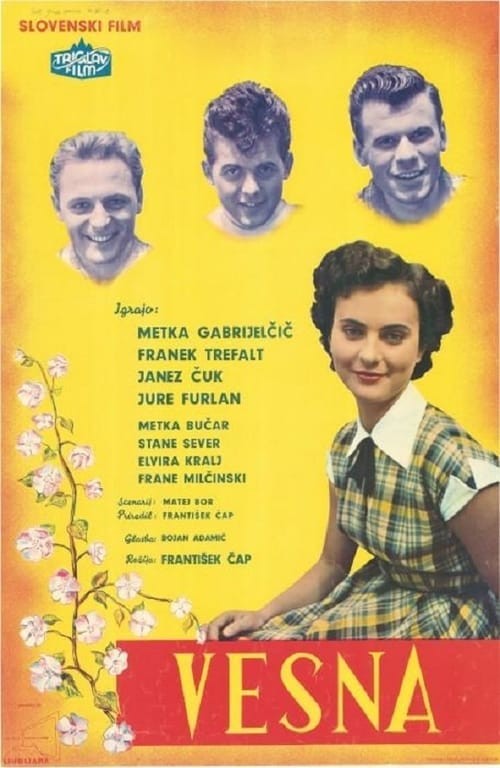 SLOVENSKI FILM
TRIGLAV
FILM
Igrajo:
METKA GABRIJELČIČ
FRANEK TREFALT
JANEZ ČUK
JURE FURLAN
METKA BUČAR
STANE SEVER
ELVIRA KRALJ
FRANE MILČINSKI
Scenarij: MATEJ BOR
Priredil: FRANTIŠEK ČAP
Glasba: BOJAN ADAMIČ
Režija: FRANTIŠEK ČAP
VESNA
LJUBLJANA